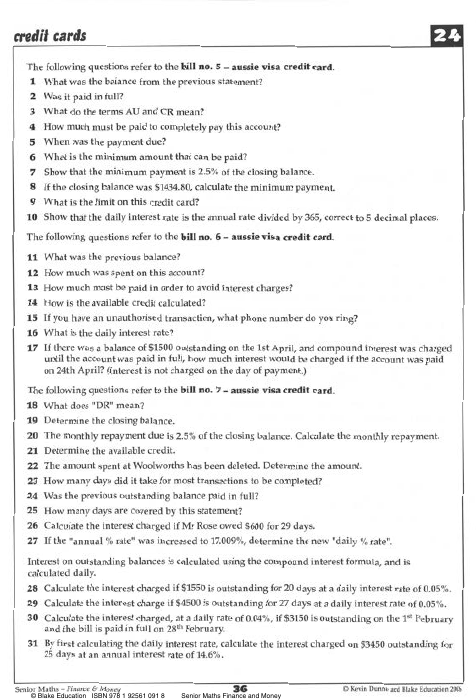 credit cards
24
The following questions refer to the bill no. 5 – aussie visa credit card.
1 What was the balance from the previous statement?
2 Was it paid in full?
3 What do the terms AU and CR mean?
4 How much must be paid to completely pay this account?
5 When was the payment due?
6 What is the minimum amount that can be paid?
7 Show that the minimum payment is 2.5% of the closing balance.
8 If the closing balance was $1434.80, calculate the minimum payment.
9 What is the limit on this credit card?
10 Show that the daily interest rate is the annual rate divided by 365, correct to 5 decimal places.
The following questions refer to the bill no. 6 – aussie visa credit card.
11 What was the previous balance?
12 How much was spent on this account?
13 How much must be paid in order to avoid interest charges?
14 How is the available credit calculated?
15 If you have an unauthorised transaction, what phone number do you ring?
16 What is the daily interest rate?
17 If there was a balance of $1500 outstanding on the 1st April, and compound interest was charged
until the account was paid in full, how much interest would be charged if the account was paid
on 24th April? (interest is not charged on the day of payment.)
The following questions refer to the bill no. 7 – aussie visa credit card.
18 What does "DR" mean?
19 Determine the closing balance.
20 The monthly repayment due is 2.5% of the closing balance. Calculate the monthly repayment.
21 Determine the available credit.
22 The amount spent at Woolworths has been deleted. Determine the amount.
23 How many days did it take for most transactions to be completed?
24 Was the previous outstanding balance paid in full?
25 How many days are covered by this statement?
26 Calculate the interest charged if Mr Rose owed $600 for 29 days.
27 If the "annual % rate" was increased to 17.009%, determine the new "daily % rate".
Interest on outstanding balances is calculated using the compound interest formula, and is
calculated daily.
28 Calculate the interest charged if $1550 is outstanding for 20 days at a daily interest rate of 0.05%.
29 Calculate the interest charge if $4500 is outstanding for 27 days at a daily interest rate of 0.05%.
30 Calculate the interest charged, at a daily rate of 0.04%, if $3150 is outstanding on the 1st February
and the bill is paid in full on 28th February.
31 By first calculating the daily interest rate, calculate the interest charged on $3450 outstanding for
25 days at an annual interest rate of 14.6%.
Senior Maths – Finance & Money
36
© Kevin Dunne and Blake Education
© Blake Education ISBN 978 1 92561 091 8 Senior Maths Finance and Money